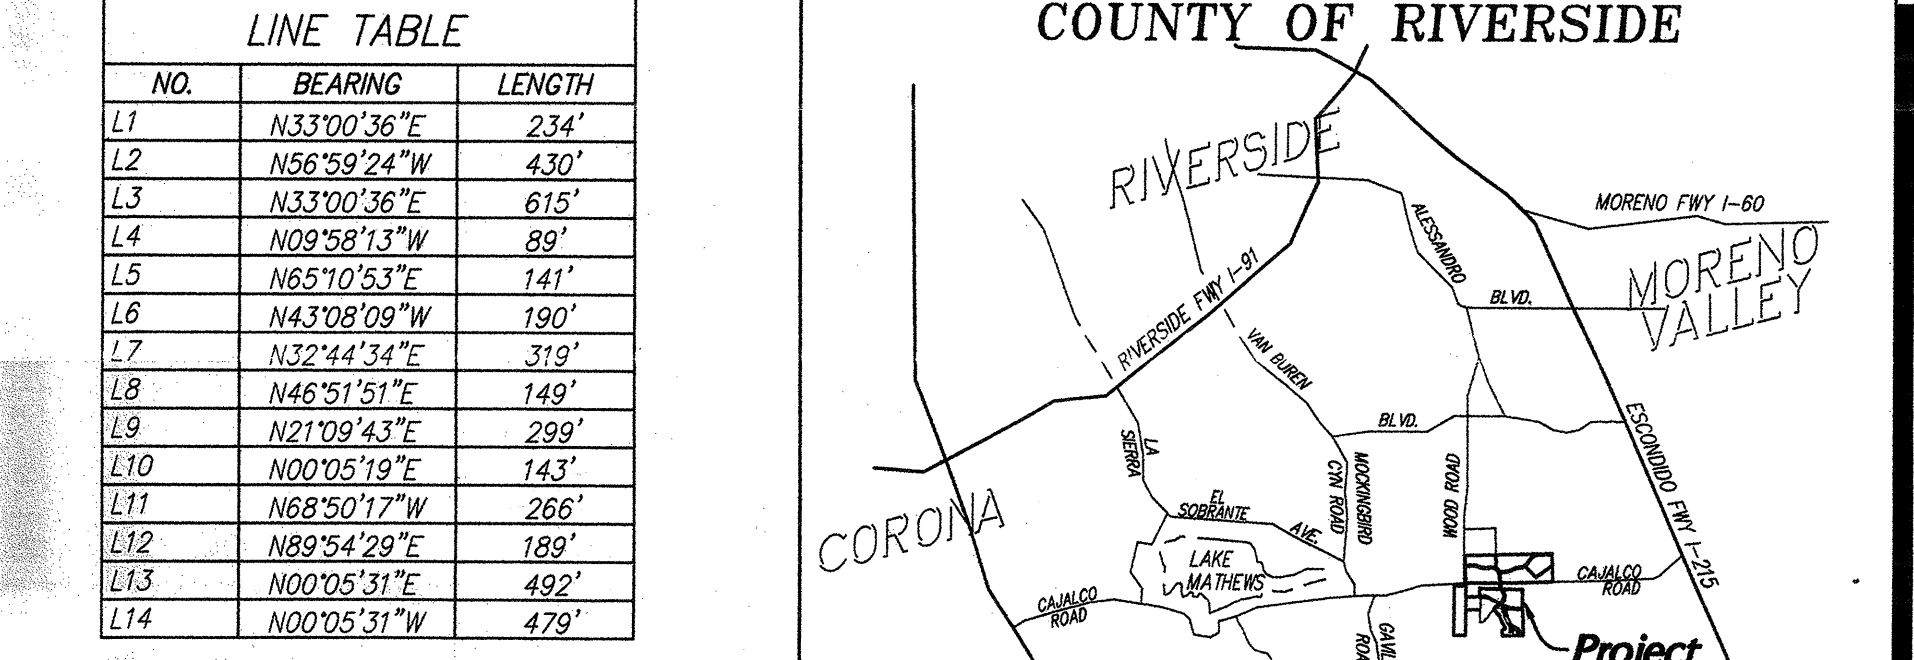 LINE TABLE
NO. BEARING LENGTH
L1 N33°00'36"E 234'
L2 N56°59'24"W 430'
L3 N33°00'36"E 615'
L4 N09°58'13"W 89'
L5 N65°10'53"E 141'
L6 N43°08'09"W 190'
L7 N32°44'34"E 319'
L8 N46°51'51"E 149'
L9 N21°09'43"E 299'
L10 N00°05'19"E 143'
L11 N68°50'17"W 266'
L12 N89°54'29"E 189'
L13 N00°05'31"E 492'
L14 N00°05'31"W 479'
COUNTY OF RIVERSIDE
RIVERSIDE
MORENO FWY I-60
MORENO
VALLEY
ALESSANDRO
BLVD.
RIVERSIDE FWY I-91
VAN BUREN
BLVD.
ESCONDIDO FWY I-215
LA
SIERRA
MOCKINGBIRD
CYN ROAD
WOOD ROAD
CORONA
EL
SOBRANTE
AVE.
LAKE
MATHEWS
CAJALCO
ROAD
CAJALCO
ROAD
GAVIL
ROA
Project